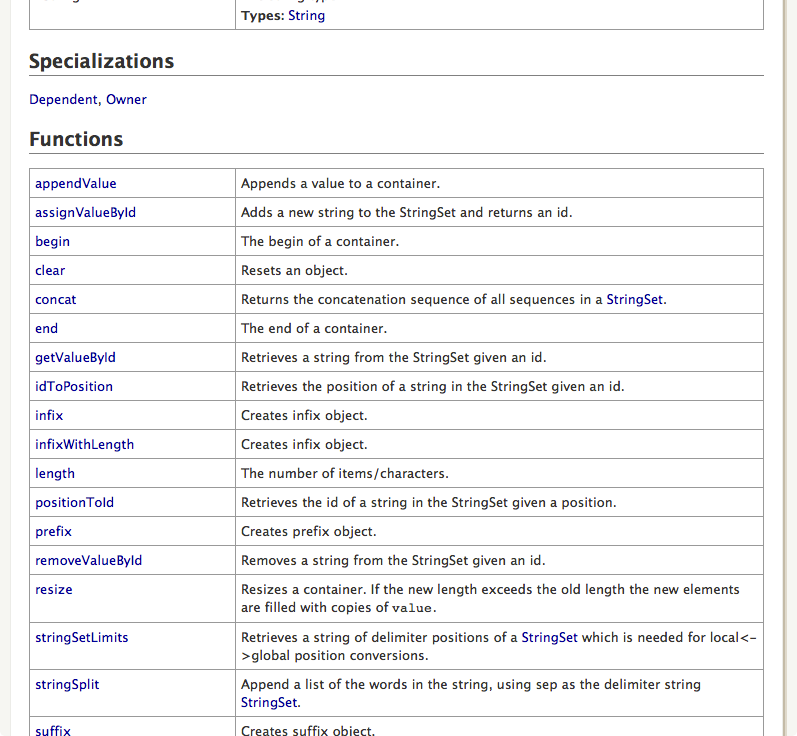 Types: String
Specializations
Dependent, Owner
Functions
appendValue Appends a value to a container.
assignValueById Adds a new string to the StringSet and returns an id.
begin The begin of a container.
clear Resets an object.
concat Returns the concatenation sequence of all sequences in a StringSet.
end The end of a container.
getValueById Retrieves a string from the StringSet given an id.
idToPosition Retrieves the position of a string in the StringSet given an id.
infix Creates infix object.
infixWithLength Creates infix object.
length The number of items/characters.
positionToId Retrieves the id of a string in the StringSet given a position.
prefix Creates prefix object.
removeValueById Removes a string from the StringSet given an id.
resize Resizes a container. If the new length exceeds the old length the new elements
are filled with copies of value.
stringSetLimits Retrieves a string of delimiter positions of a StringSet which is needed for local<-
>global position conversions.
stringSplit Append a list of the words in the string, using sep as the delimiter string
StringSet.
suffix Creates suffix object.